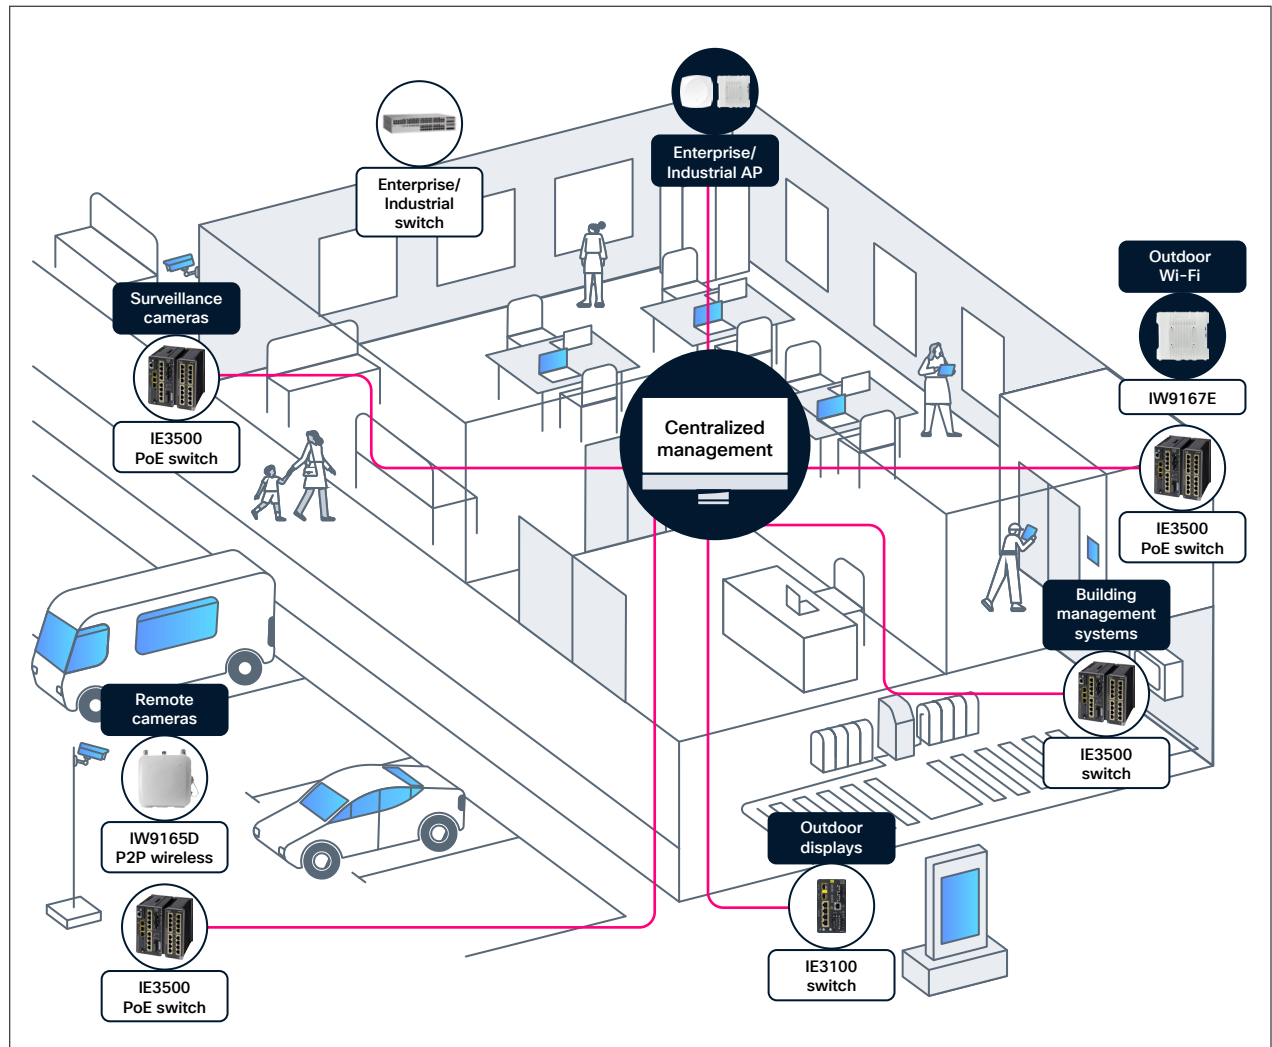 Enterprise/
Industrial
switch
Enterprise/
Industrial AP
Outdoor
Wi-Fi
IW9167E
IE3500
PoE switch
Surveillance
cameras
IE3500
PoE switch
Centralized
management
Building
management
systems
IE3500
switch
Remote
cameras
IW9165D
P2P wireless
IE3500
PoE switch
Outdoor
displays
IE3100
switch